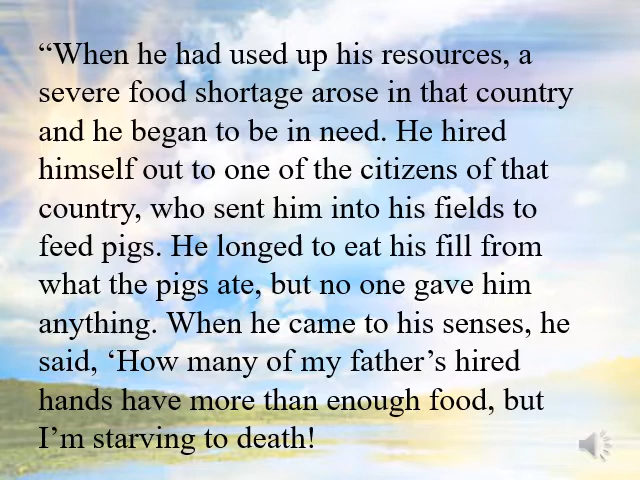 “When he had used up his resources, a
severe food shortage arose in that country
and he began to be in need. He hired
himself out to one of the citizens of that
country, who sent him into his fields to
feed pigs. He longed to eat his fill from
what the pigs ate, but no one gave him
anything. When he came to his senses, he
said, ‘How many of my father’s hired
hands have more than enough food, but
I’m starving to death!